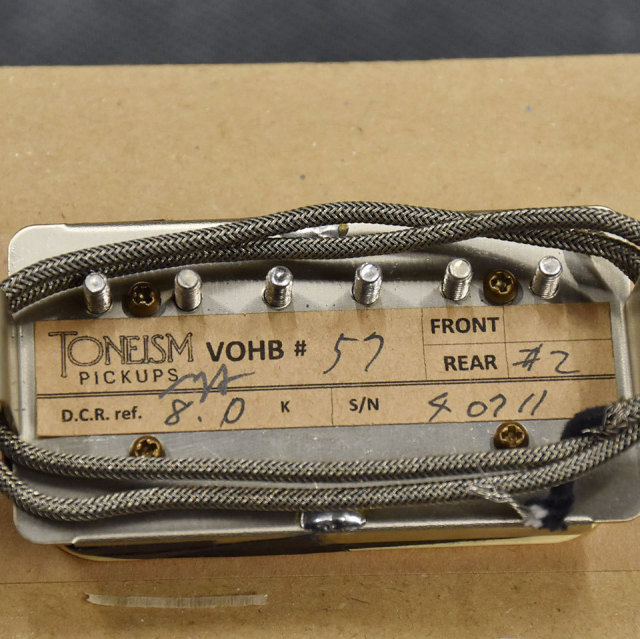 TONEISM PICKUPS VOHB # 57 FRONT
REAR #2
D.C.R. ref. 8.0 K S/N 40711